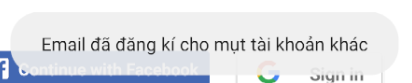 Email đã đăng kí cho mụt tài khoản khác
Continue with Facebook
Sign in